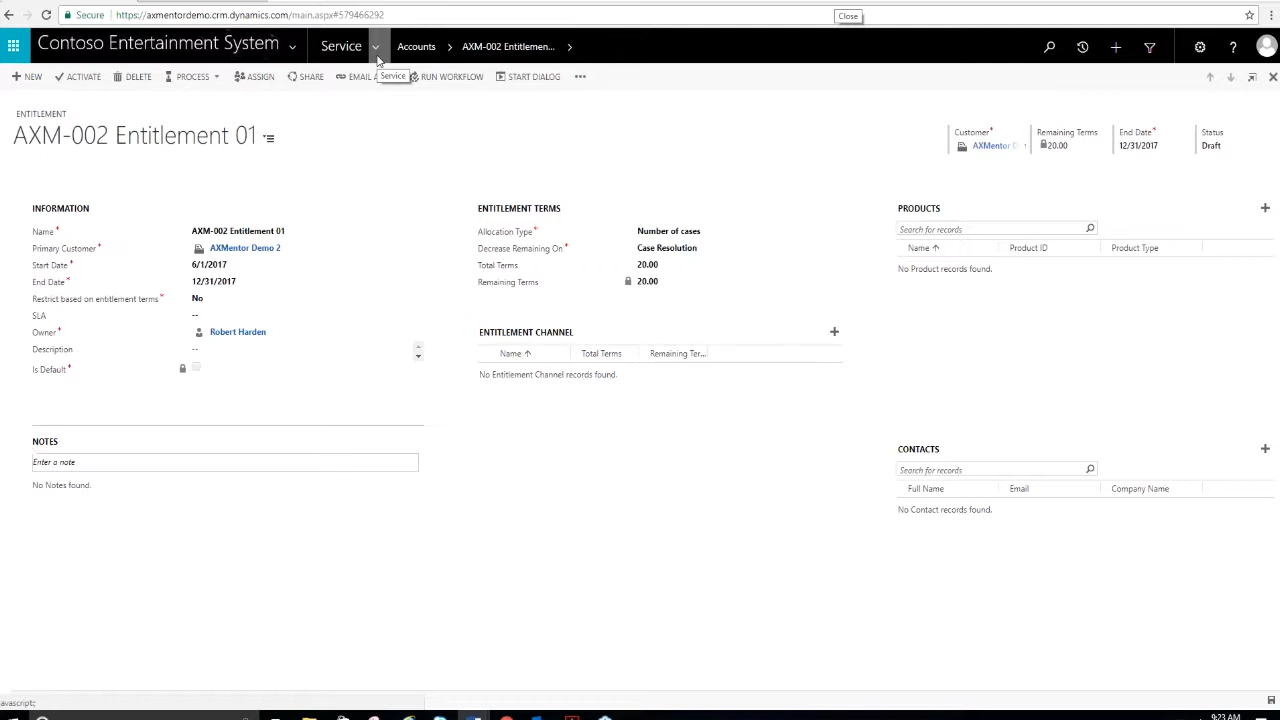 Secure https://axmentordemo.crm.dynamics.com/main.aspx#579466292
Close
Contoso Entertainment System Service Accounts AXM-002 Entitlemen... ?
Service
NEW ACTIVATE DELETE PROCESS ASSIGN SHARE EMAIL A RUN WORKFLOW START DIALOG
ENTITLEMENT
AXM-002 Entitlement 01
Customer* Remaining Terms End Date* Status
AXMentor 20.00 12/31/2017 Draft
INFORMATION
Name* AXM-002 Entitlement 01
Primary Customer* AXMentor Demo 2
Start Date* 6/1/2017
End Date* 12/31/2017
Restrict based on entitlement terms* No
SLA --
Owner* Robert Harden
Description --
Is Default*
NOTES
Enter a note
No Notes found.
ENTITLEMENT TERMS
Allocation Type* Number of cases
Decrease Remaining On* Case Resolution
Total Terms 20.00
Remaining Terms 20.00
ENTITLEMENT CHANNEL
Name Total Terms Remaining Ter...
No Entitlement Channel records found.
PRODUCTS
Search for records
Name Product ID Product Type
No Product records found.
CONTACTS
Search for records
Full Name Email Company Name
No Contact records found.
avascript:;
9:23 AM